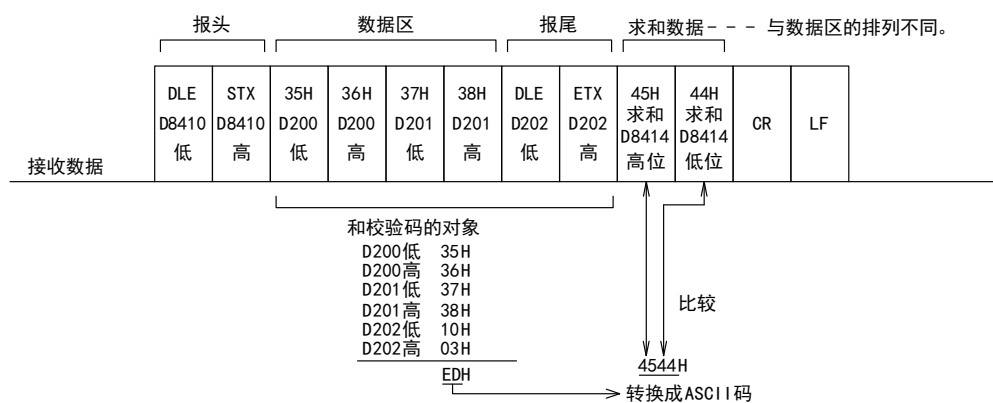 报头 数据区 报尾 求和数据--- 与数据区的排列不同。
DLE STX 35H 36H 37H 38H DLE ETX 45H 44H
D8410 D8410 D200 D200 D201 D201 D202 D202 求和 求和 CR LF
D8414 D8414
低 高 低 高 低 高 低 高 高位 低位
接收数据
和校验码的对象
D200低 35H
D200高 36H
D201低 37H
D201高 38H
D202低 10H
D202高 03H
比较
EDH
4544H
转换成ASCII码